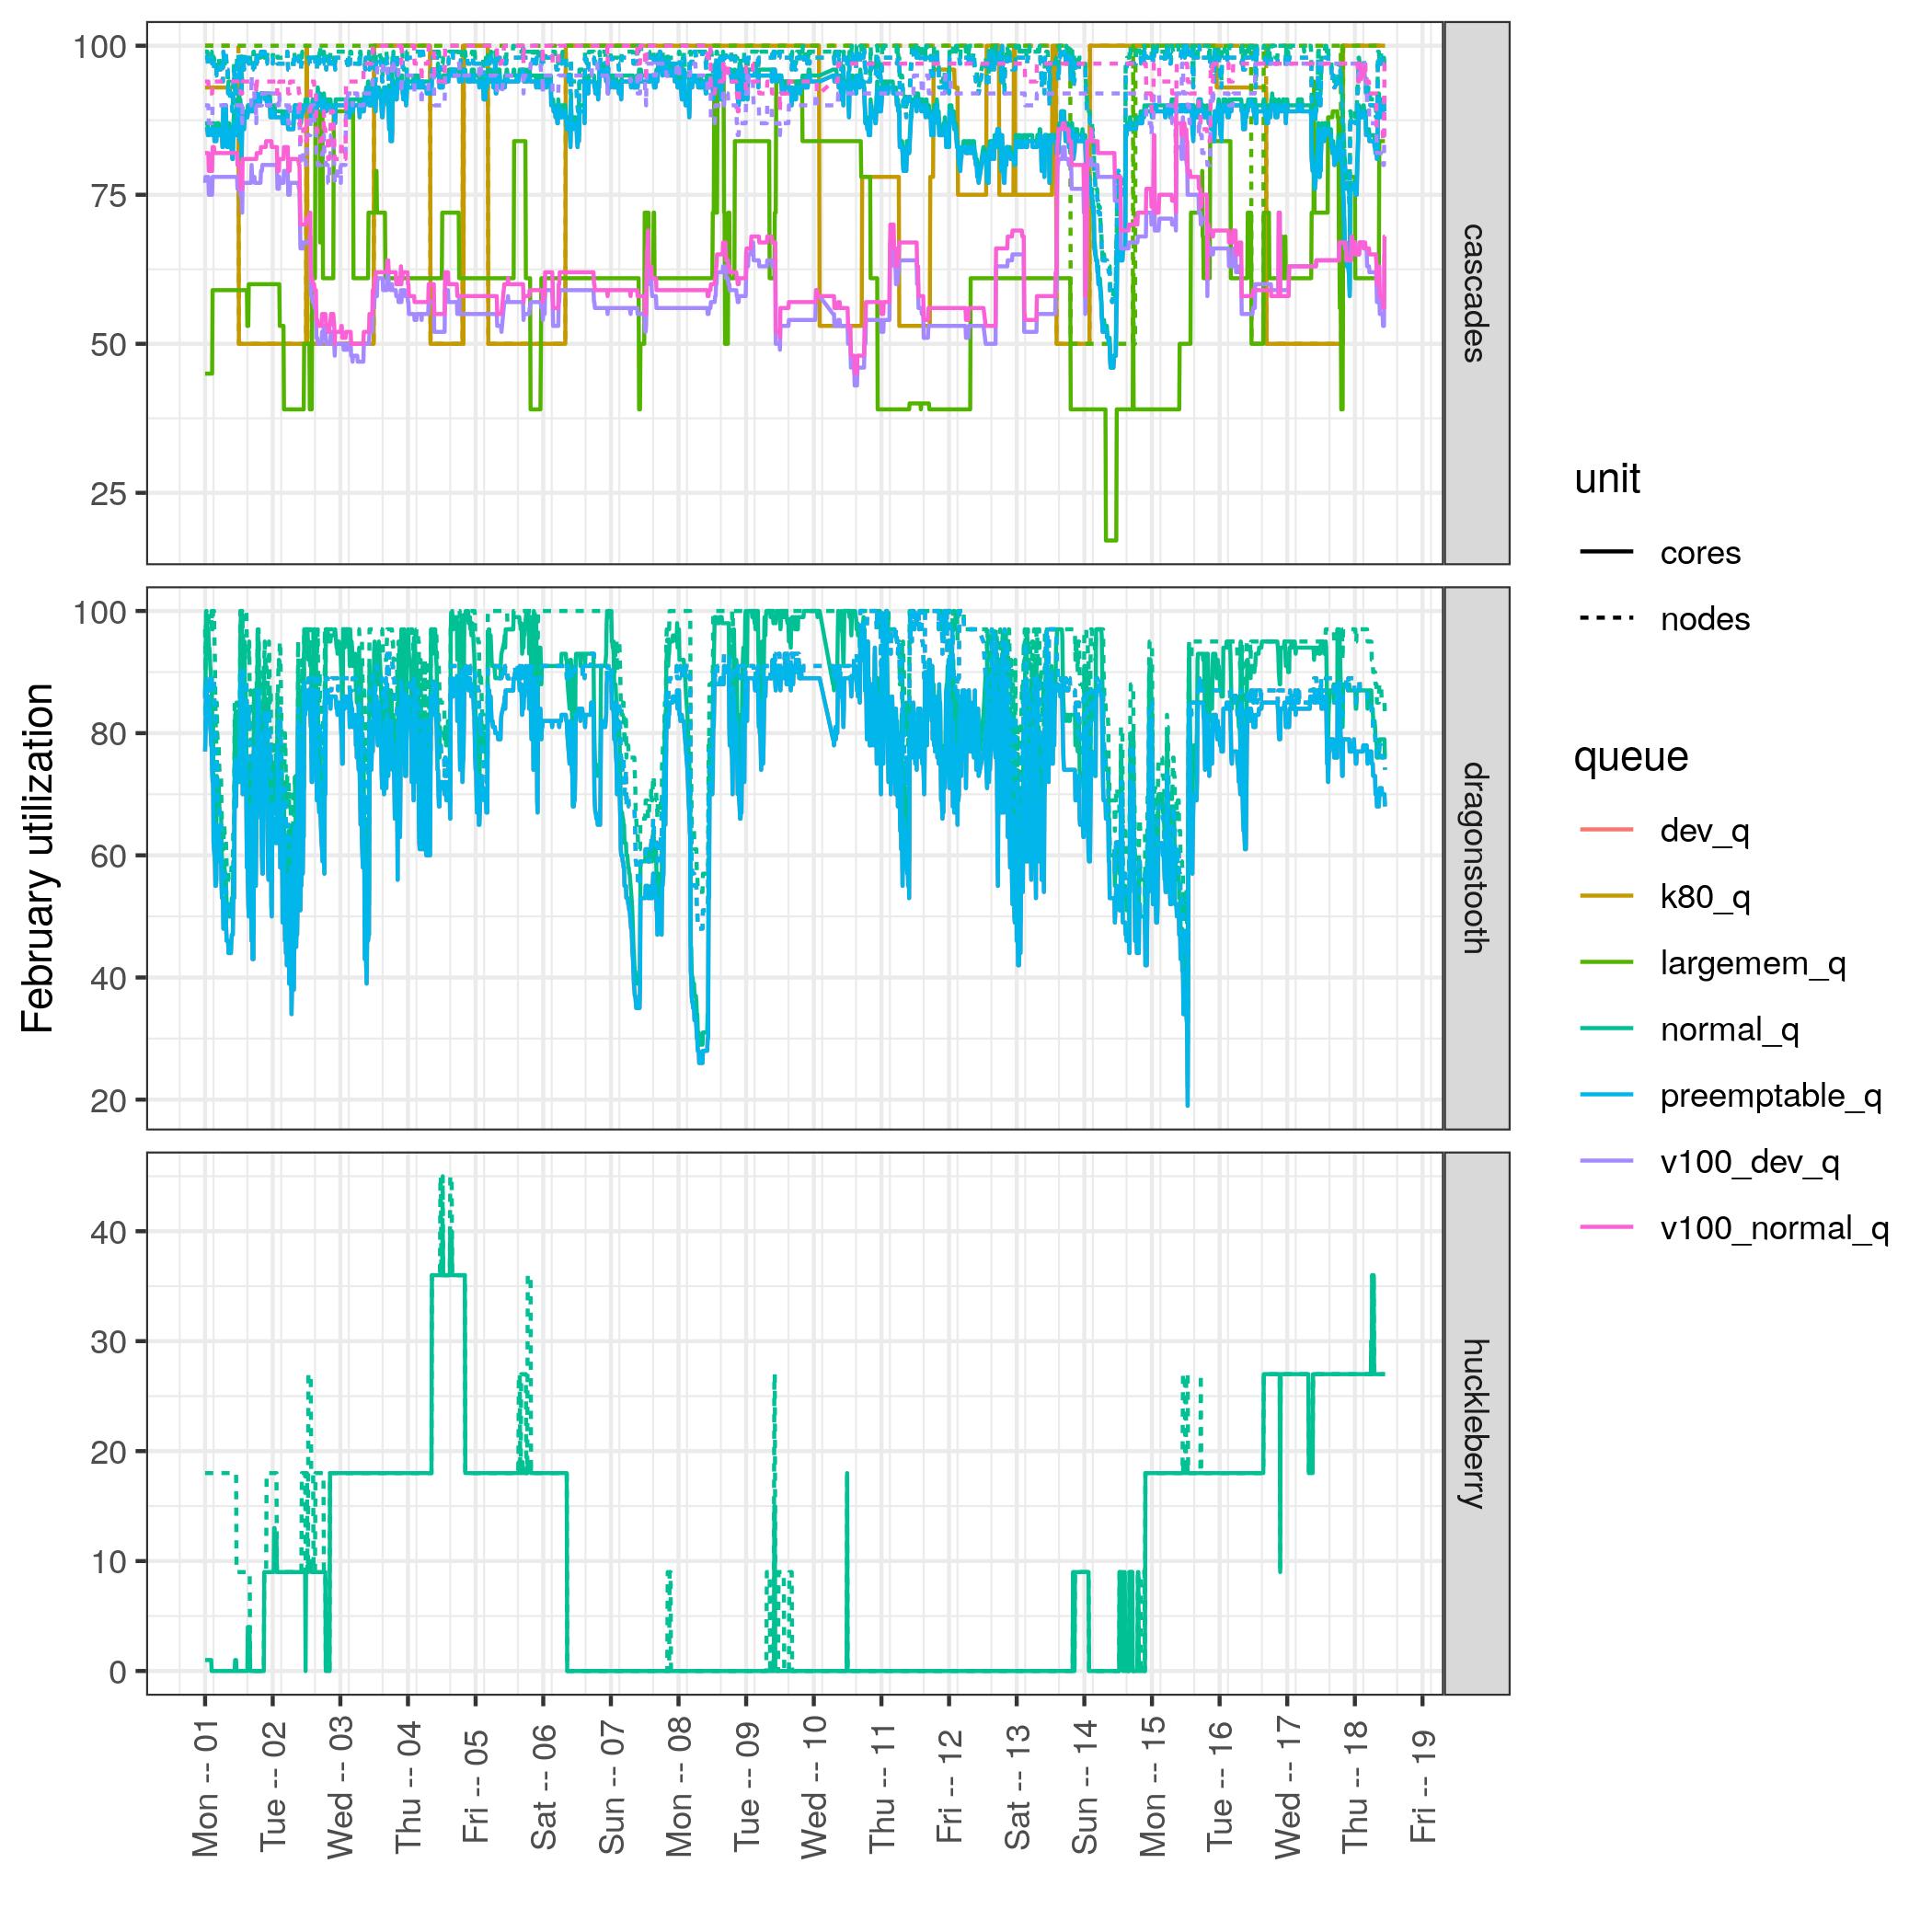 February utilization
100
75
50
25
cascades
100
80
60
40
20
dragonstooth
40
30
20
10
0
huckleberry
Mon -- 01
Tue -- 02
Wed -- 03
Thu -- 04
Fri -- 05
Sat -- 06
Sun -- 07
Mon -- 08
Tue -- 09
Wed -- 10
Thu -- 11
Fri -- 12
Sat -- 13
Sun -- 14
Mon -- 15
Tue -- 16
Wed -- 17
Thu -- 18
Fri -- 19
unit
cores
nodes
queue
dev_q
k80_q
largemem_q
normal_q
preemptable_q
v100_dev_q
v100_normal_q